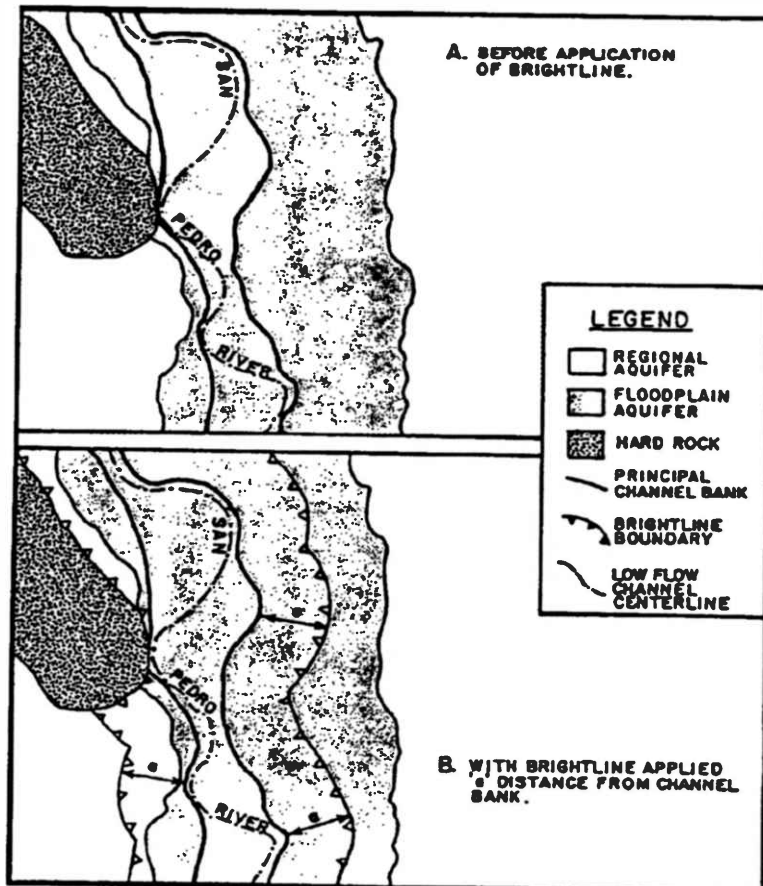 A. BEFORE APPLICATION
OF BRIGHTLINE.
SAN
PEDRO
RIVER
LEGEND
REGIONAL
AQUIFER
FLOODPLAIN
AQUIFER
HARD ROCK
PRINCIPAL
CHANNEL BANK
BRIGHTLINE
BOUNDARY
LOW FLOW
CHANNEL
CENTERLINE
SAN
a
PEDRO
a
RIVER
a
B. WITH BRIGHTLINE APPLIED
"a" DISTANCE FROM CHANNEL
BANK.